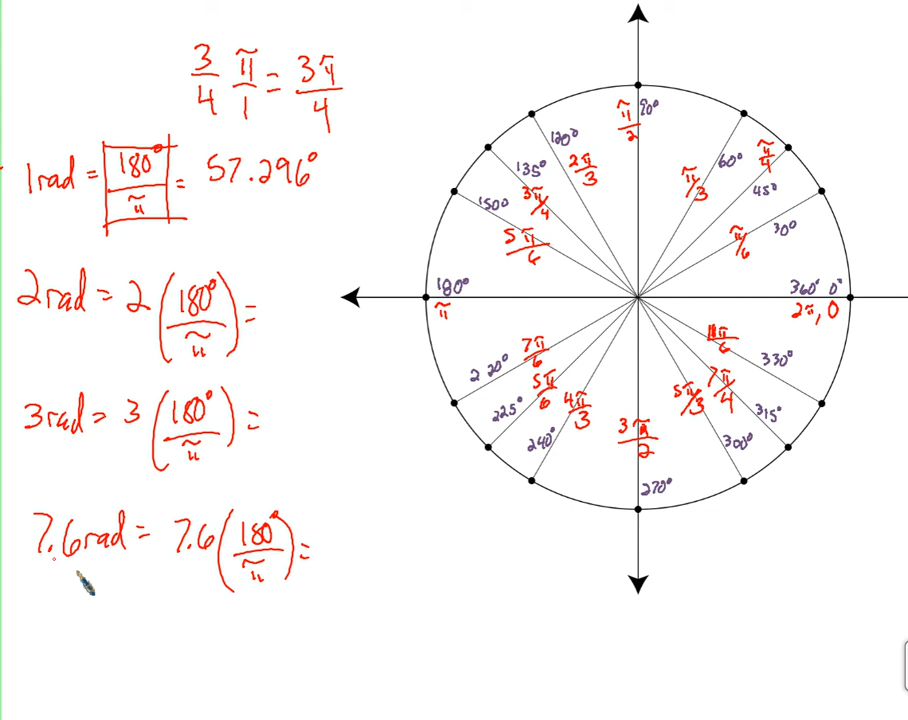 3/4 π/1 = 3π/4
1rad = 180°/π = 57.296°
2rad = 2(180°/π) =
3rad = 3(180°/π) =
7.6rad = 7.6(180°/π) =
π/2 90°
120° 2π/3
60° π/3
135° 3π/4
45° π/4
150° 5π/6
30° π/6
180° π
360° 0°
2π, 0
7π/6 2 20°
11π/6 330°
5π/6 225°
7π/4 315°
4π/3 240°
5π/3 300°
3π/2 270°